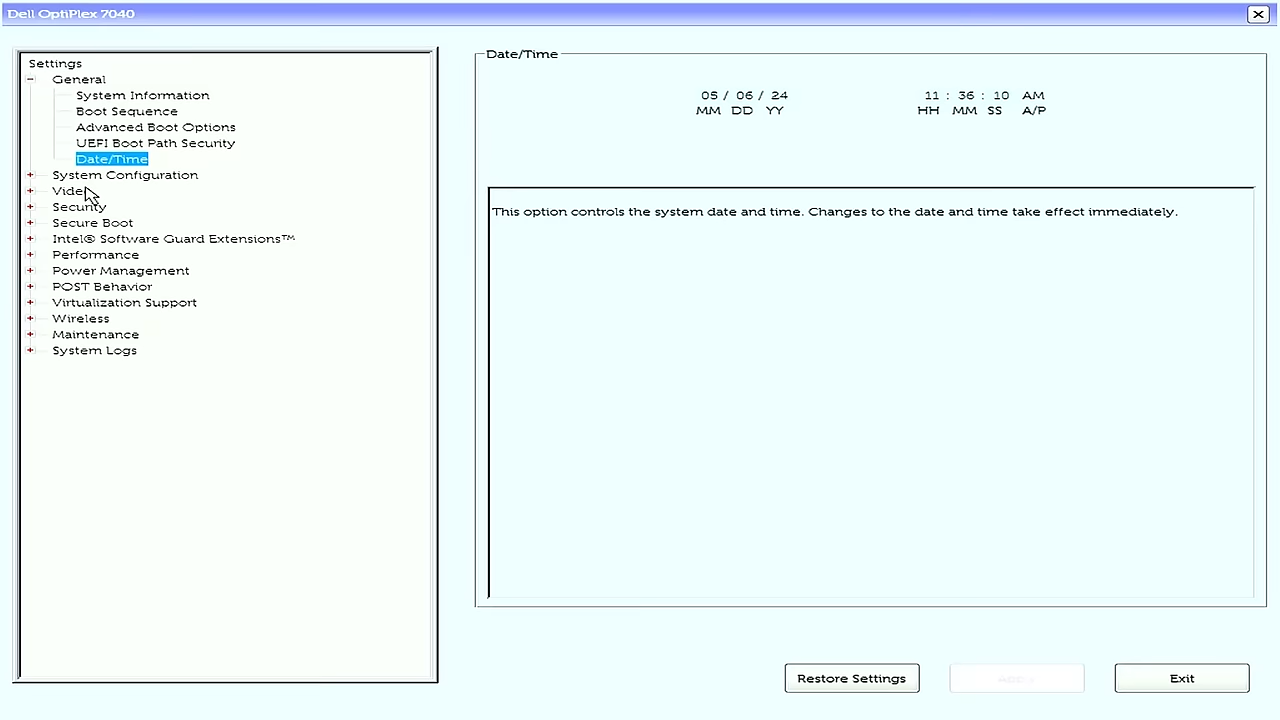 Dell OptiPlex 7040
Settings
General
System Information
Boot Sequence
Advanced Boot Options
UEFI Boot Path Security
Date/Time
System Configuration
Security
Secure Boot
Intel® Software Guard Extensions™
Performance
Power Management
POST Behavior
Virtualization Support
Wireless
Maintenance
System Logs
Date/Time
05 / 06 / 24 11 : 36 : 10 AM
MM DD YY HH MM SS A/P
This option controls the system date and time. Changes to the date and time take effect immediately.
Restore Settings
Exit